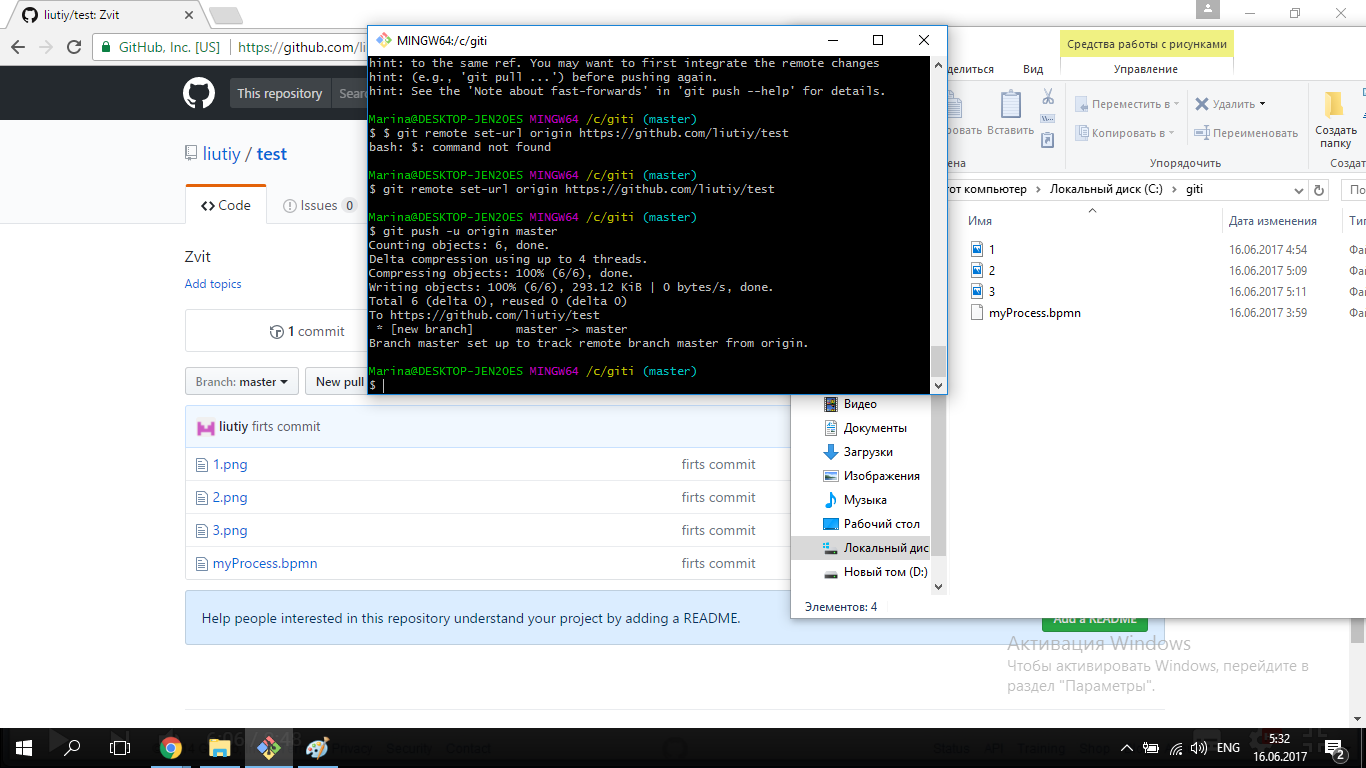 liutiy/test: Zvit
GitHub, Inc. [US]
https://github.com/li
This repository
Sear
liutiy / test
Code
Issues 0
Zvit
Add topics
1 commit
Branch: master
New pull
liutiy firts commit
1.png firts commit
2.png firts commit
3.png firts commit
myProcess.bpmn firts commit
Help people interested in this repository understand your project by adding a README.
Add a README
MINGW64:/c/giti
hint: to the same ref. You may want to first integrate the remote changes
hint: (e.g., 'git pull ...') before pushing again.
hint: See the 'Note about fast-forwards' in 'git push --help' for details.
Marina@DESKTOP-JEN2OES MINGW64 /c/giti (master)
$ $ git remote set-url origin https://github.com/liutiy/test
bash: $: command not found
Marina@DESKTOP-JEN2OES MINGW64 /c/giti (master)
$ git remote set-url origin https://github.com/liutiy/test
Marina@DESKTOP-JEN2OES MINGW64 /c/giti (master)
$ git push -u origin master
Counting objects: 6, done.
Delta compression using up to 4 threads.
Compressing objects: 100% (6/6), done.
Writing objects: 100% (6/6), 293.12 KiB | 0 bytes/s, done.
Total 6 (delta 0), reused 0 (delta 0)
To https://github.com/liutiy/test
* [new branch] master -> master
Branch master set up to track remote branch master from origin.
Marina@DESKTOP-JEN2OES MINGW64 /c/giti (master)
$
Средства работы с рисунками
делиться Вид Управление
ровать
Вставить
Переместить в
Копировать в
Удалить
Переименовать
Создать
папку
ена Упорядочить Создат
тот компьютер
Локальный диск (C:)
giti
По
Имя Дата изменения Тип
1 16.06.2017 4:54 Фай
2 16.06.2017 5:09 Фай
3 16.06.2017 5:11 Фай
myProcess.bpmn 16.06.2017 3:59 Фай
Видео
Документы
Загрузки
Изображения
Музыка
Рабочий стол
Локальный дис
Новый том (D:)
Элементов: 4
Активация Windows
Чтобы активировать Windows, перейдите в
раздел "Параметры".
Privacy Security Contact
Status API Training Shop
ENG
5:32
16.06.2017
2